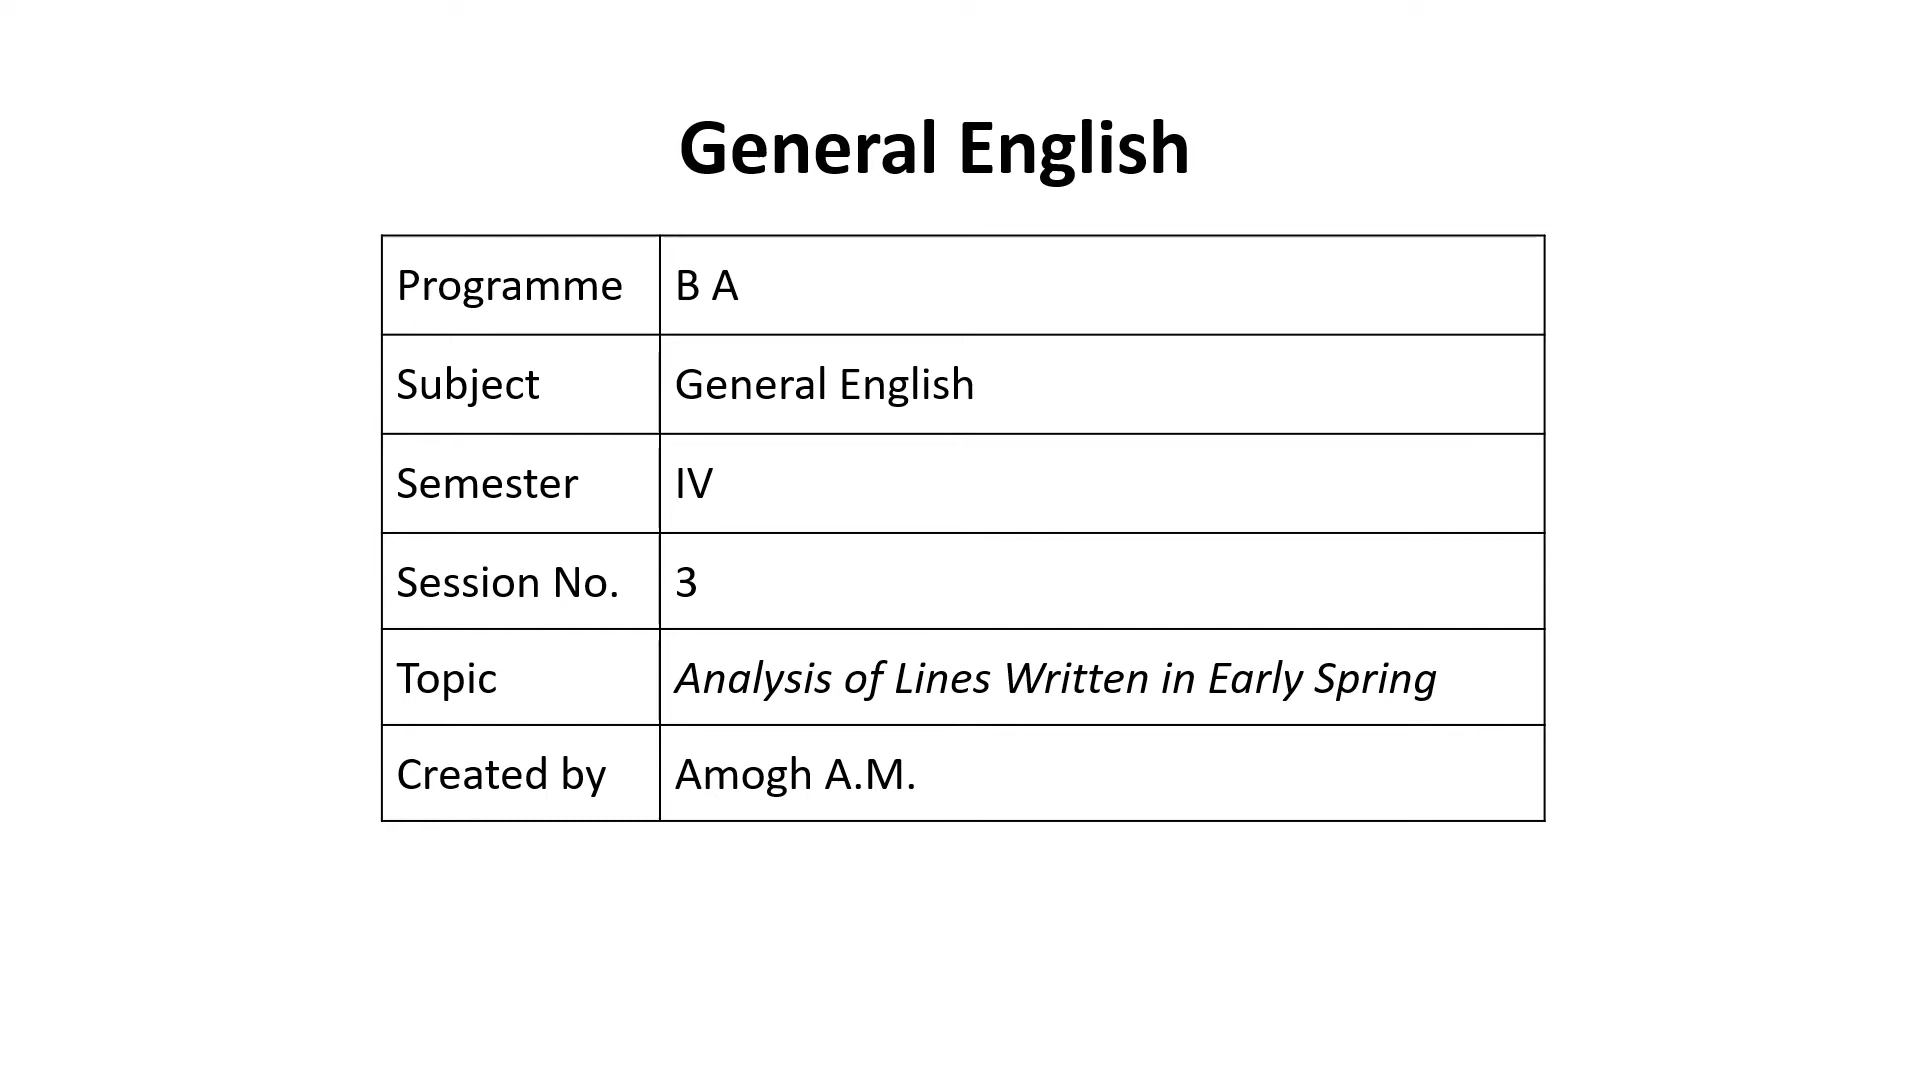 General English
Programme B A
Subject General English
Semester IV
Session No. 3
Topic Analysis of Lines Written in Early Spring
Created by Amogh A.M.